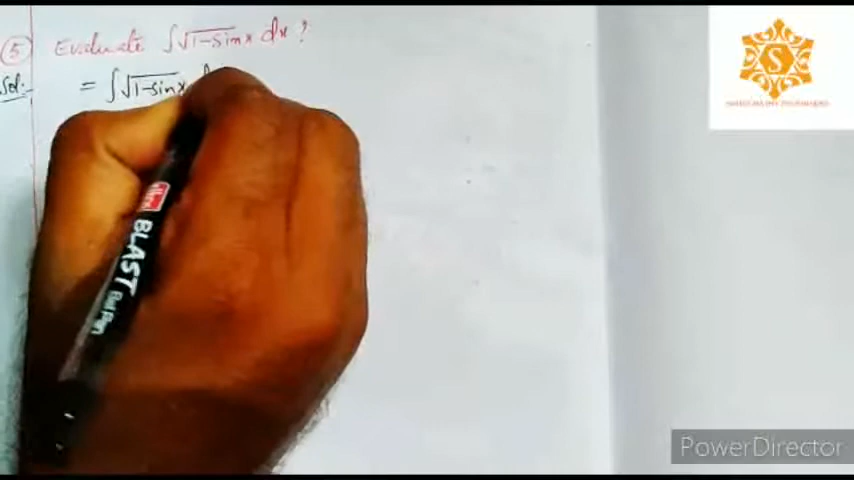 ⑤ Evaluate ∫√1-sinx dx ?
Sol:- = ∫√1-sinx
S
BLAST
PowerDirector